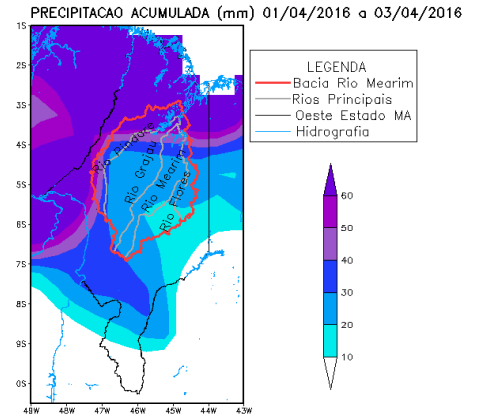 PRECIPITACAO ACUMULADA (mm) 01/04/2016 a 03/04/2016
LEGENDA
Bacia Rio Mearim
Rios Principais
Oeste Estado MA
Hidrografia
1S
2S
3S
4S
5S
6S
7S
8S
9S
0S
48W 47W 46W 45W 44W 43W
Rio Pindare
Rio Grajau
Rio Mearim
Rio Flores
60
50
40
30
20
10